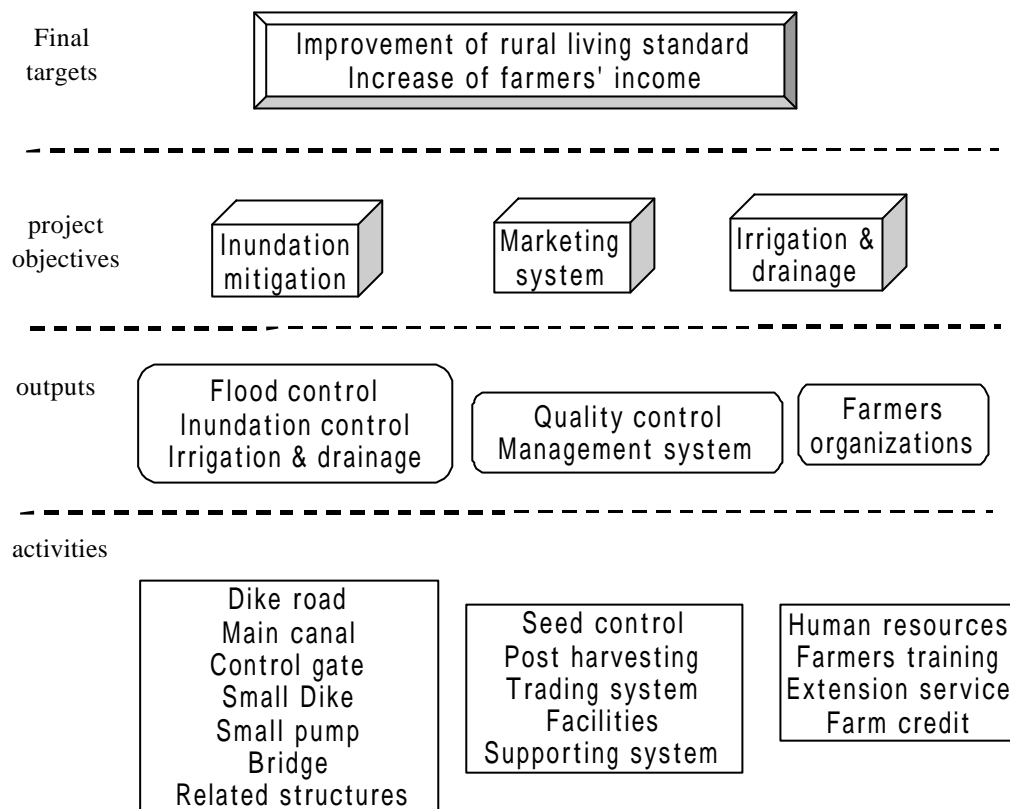 Final
targets
Improvement of rural living standard
Increase of farmers' income
project
objectives
Inundation
mitigation
Marketing
system
Irrigation &
drainage
outputs
Flood control
Inundation control
Irrigation & drainage
Quality control
Management system
Farmers
organizations
activities
Dike road
Main canal
Control gate
Small Dike
Small pump
Bridge
Related structures
Seed control
Post harvesting
Trading system
Facilities
Supporting system
Human resources
Farmers training
Extension service
Farm credit